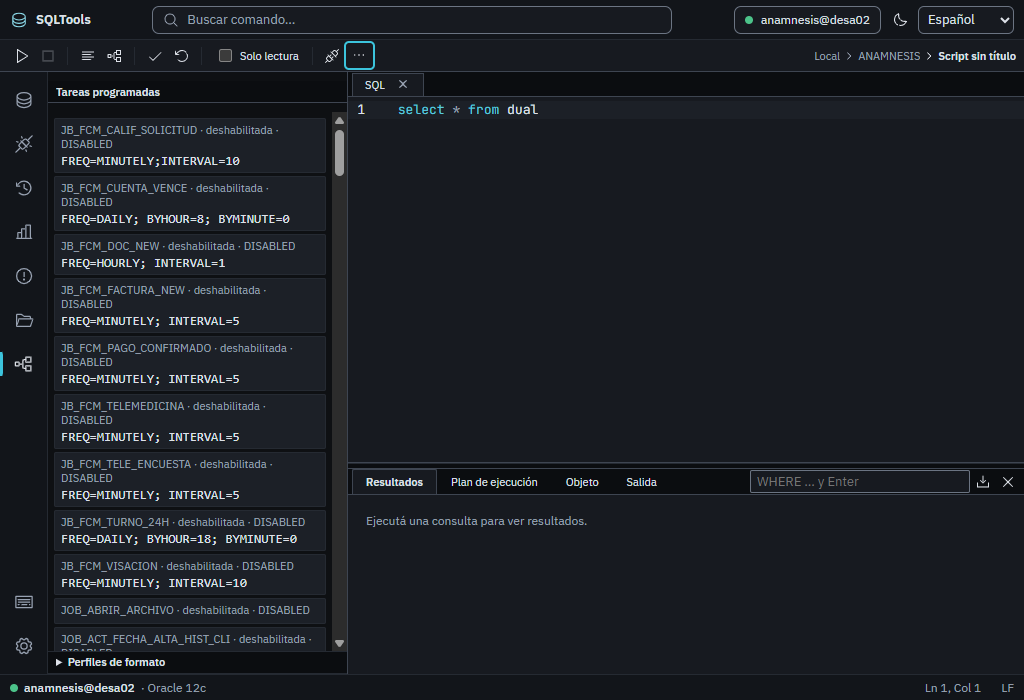 SQLTools
Buscar comando...
anamnesis@desa02
Español
Solo lectura
Local > ANAMNESIS > Script sin título
Tareas programadas
JB_FCM_CALIF_SOLICITUD · deshabilitada ·
DISABLED
FREQ=MINUTELY;INTERVAL=10
JB_FCM_CUENTA_VENCE · deshabilitada ·
DISABLED
FREQ=DAILY; BYHOUR=8; BYMINUTE=0
JB_FCM_DOC_NEW · deshabilitada · DISABLED
FREQ=HOURLY; INTERVAL=1
JB_FCM_FACTURA_NEW · deshabilitada ·
DISABLED
FREQ=MINUTELY; INTERVAL=5
JB_FCM_PAGO_CONFIRMADO · deshabilitada ·
DISABLED
FREQ=MINUTELY; INTERVAL=5
JB_FCM_TELEMEDICINA · deshabilitada ·
DISABLED
FREQ=MINUTELY; INTERVAL=5
JB_FCM_TELE_ENCUESTA · deshabilitada ·
DISABLED
FREQ=MINUTELY; INTERVAL=5
JB_FCM_TURNO_24H · deshabilitada · DISABLED
FREQ=DAILY; BYHOUR=18; BYMINUTE=0
JB_FCM_VISACION · deshabilitada · DISABLED
FREQ=MINUTELY; INTERVAL=10
JOB_ABRIR_ARCHIVO · deshabilitada · DISABLED
JOB_ACT_FECHA_ALTA_HIST_CLI · deshabilitada ·
DISABLED
Perfiles de formato
SQL
1 select * from dual
Resultados
Plan de ejecución
Objeto
Salida
WHERE ... y Enter
Ejecutá una consulta para ver resultados.
anamnesis@desa02 · Oracle 12c
Ln 1, Col 1
LF